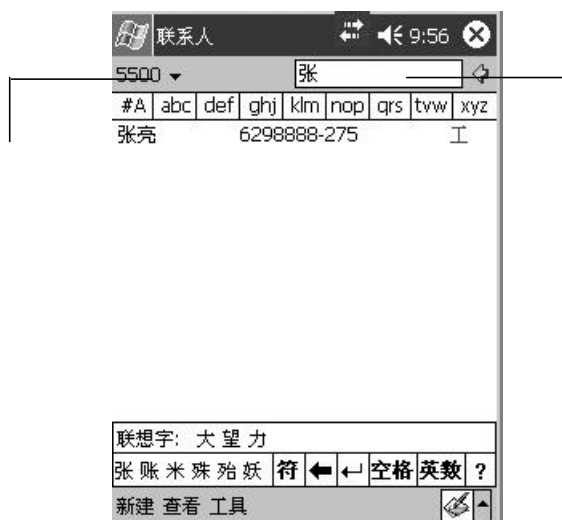 联系人 9:56
5500 张
#A abc def ghj klm nop qrs tvw xyz
张亮 6298888-275 工
联想字: 大 望 力
张 账 米 殊 殆 妖 符 空格 英数 ?
新建 查看 工具